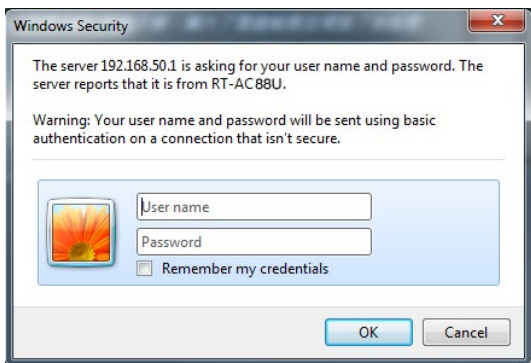 Windows Security
The server 192.168.50.1 is asking for your user name and password. The
server reports that it is from RT-AC88U.
Warning: Your user name and password will be sent using basic
authentication on a connection that isn't secure.
User name
Password
Remember my credentials
OK
Cancel